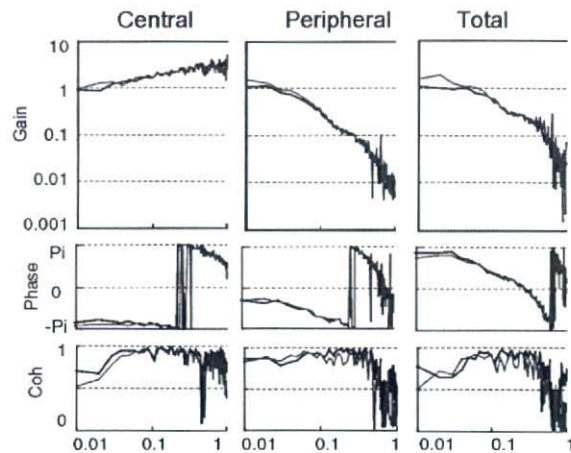 Central Peripheral Total
10
1
0.1
0.01
0.001
Gain
Pi
0
-Pi
Phase
1
0
Coh
0.01 0.1 1 0.01 0.1 1 0.01 0.1 1